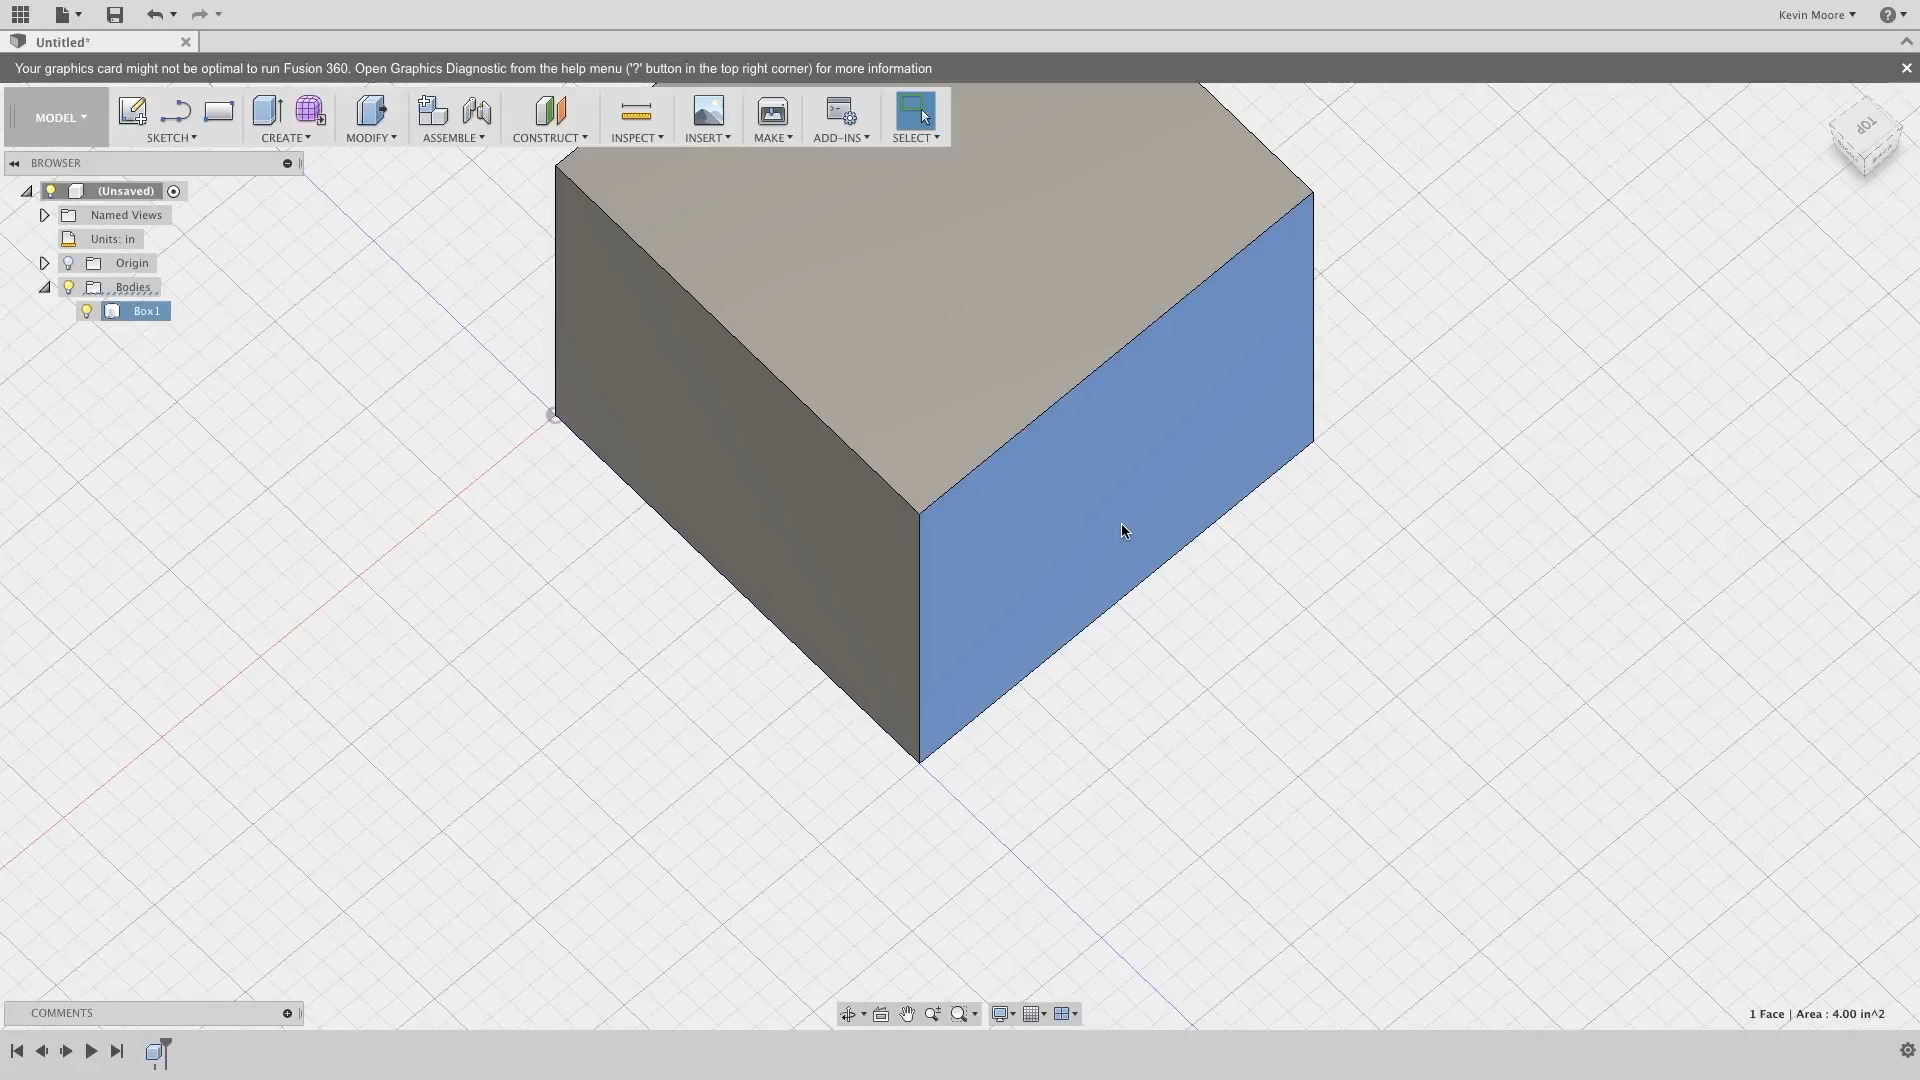 Kevin Moore
Untitled*
Your graphics card might not be optimal to run Fusion 360. Open Graphics Diagnostic from the help menu ('?' button in the top right corner) for more information
MODEL
SKETCH
CREATE
MODIFY
ASSEMBLE
CONSTRUCT
INSPECT
INSERT
MAKE
ADD-INS
SELECT
TOP
BACK
BROWSER
(Unsaved)
Named Views
Units: in
Origin
Bodies
Box1
COMMENTS
1 Face | Area : 4.00 in^2